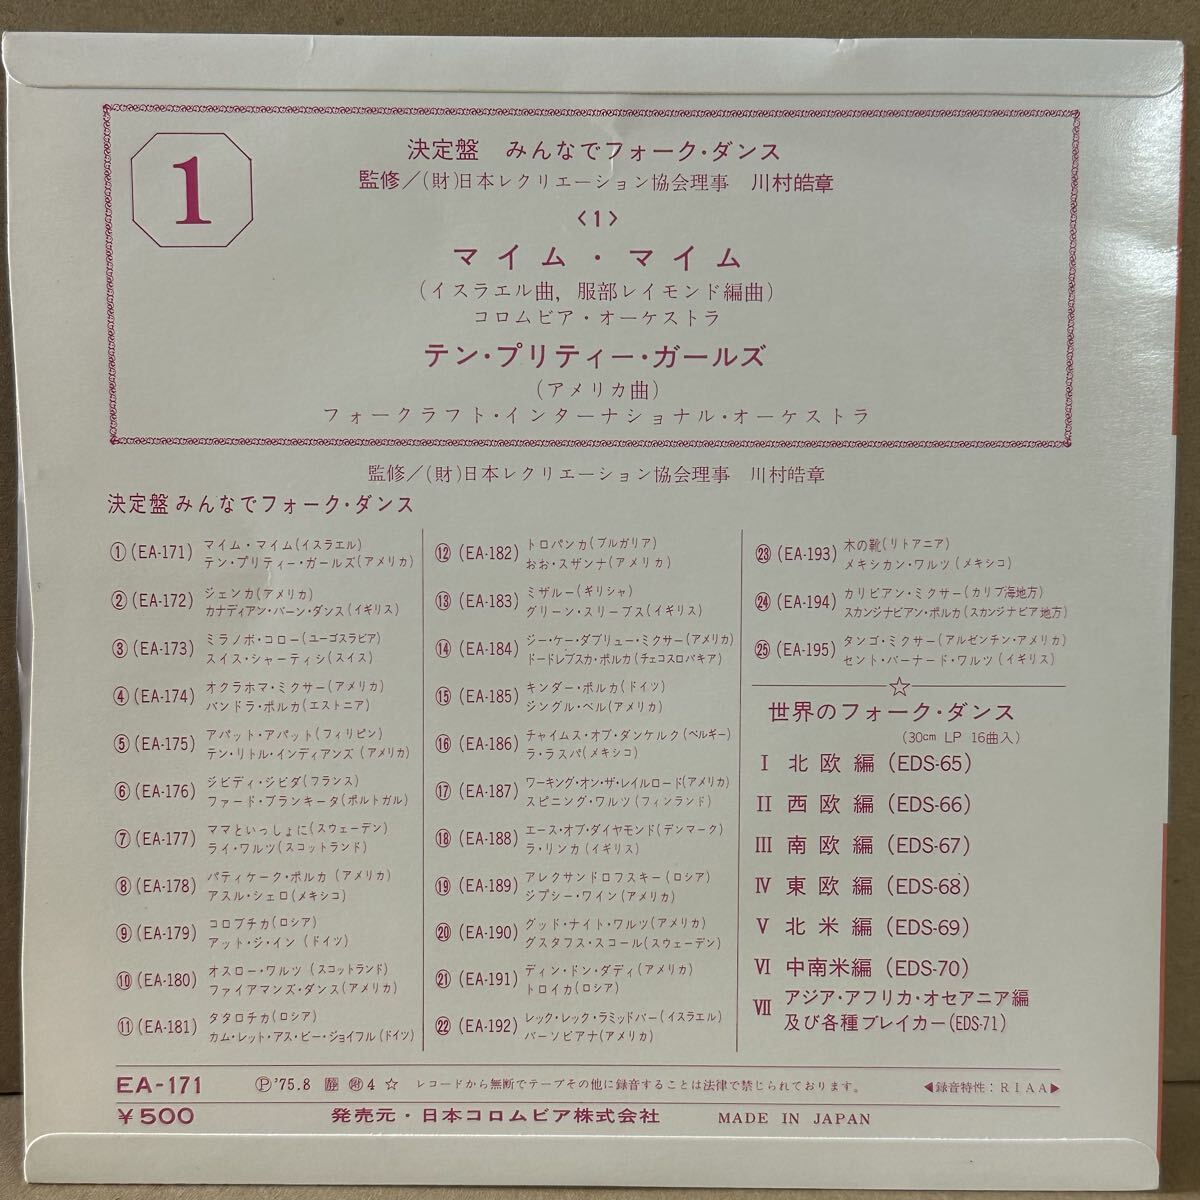 1
決定盤 みんなでフォーク・ダンス
監修／(財)日本レクリエーション協会理事 川村皓章
〈1〉
マイム・マイム
(イスラエル曲, 服部レイモンド編曲)
コロムビア・オーケストラ
テン・プリティー・ガールズ
(アメリカ曲)
フォークラフト・インターナショナル・オーケストラ
監修／(財)日本レクリエーション協会理事 川村皓章
決定盤 みんなでフォーク・ダンス
① (EA-171) マイム・マイム(イスラエル)
テン・プリティー・ガールズ(アメリカ)
② (EA-172) ジェンカ(アメリカ)
カナディアン・バーン・ダンス(イギリス)
③ (EA-173) ミラノボ・コロー(ユーゴスラビア)
スイス・シャーティシ(スイス)
④ (EA-174) オクラホマ・ミクサー(アメリカ)
バンドラ・ポルカ(エストニア)
⑤ (EA-175) アパット・アパット(フィリピン)
テン・リトル・インディアンズ(アメリカ)
⑥ (EA-176) ジビディ・ジビダ(フランス)
ファード・ブランキータ(ポルトガル)
⑦ (EA-177) ママといっしょに(スウェーデン)
ライ・ワルツ(スコットランド)
⑧ (EA-178) パティケーク・ポルカ (アメリカ)
アスル・シェロ(メキシコ)
⑨ (EA-179) コロブチカ(ロシア)
アット・ジ・イン(ドイツ)
⑩ (EA-180) オスロー・ワルツ(スコットランド)
ファイアマンズ・ダンス(アメリカ)
⑪ (EA-181) タタロチカ(ロシア)
カム・レット・アス・ビー・ジョイフル(ドイツ)
⑫ (EA-182) トロパンカ(ブルガリア)
おお・スザンナ(アメリカ)
⑬ (EA-183) ミザルー(ギリシャ)
グリーン・スリーブス(イギリス)
⑭ (EA-184) ジー・ケー・ダブリュー・ミクサー(アメリカ)
ドードレブスカ・ポルカ(チェコスロバキア)
⑮ (EA-185) キンダー・ポルカ(ドイツ)
ジングル・ベル(アメリカ)
⑯ (EA-186) チャイムス・オブ・ダンケルク(ベルギー)
ラ・ラスパ(メキシコ)
⑰ (EA-187) ワーキング・オン・ザ・レイルロード(アメリカ)
スピニング・ワルツ(フィンランド)
⑱ (EA-188) エース・オブ・ダイヤモンド(デンマーク)
ラ・リンカ(イギリス)
⑲ (EA-189) アレクサンドロフスキー(ロシア)
ジプシー・ワイン(アメリカ)
⑳ (EA-190) グッド・ナイト・ワルツ(アメリカ)
グスタフス・スコール(スウェーデン)
㉑ (EA-191) ディン・ドン・ダディ(アメリカ)
トロイカ(ロシア)
㉒ (EA-192) レック・レック・ラミッドバー(イスラエル)
バーソビアナ(アメリカ)
㉓ (EA-193) 木の靴(リトアニア)
メキシカン・ワルツ(メキシコ)
㉔ (EA-194) カリビアン・ミクサー(カリブ海地方)
スカンジナビアン・ポルカ(スカンジナビア地方)
㉕ (EA-195) タンゴ・ミクサー(アルゼンチン・アメリカ)
セント・バーナード・ワルツ(イギリス)
☆
世界のフォーク・ダンス
(30cm LP 16曲入)
I 北欧編 (EDS-65)
II 西欧編 (EDS-66)
III 南欧編 (EDS-67)
IV 東欧編 (EDS-68)
V 北米編 (EDS-69)
VI 中南米編 (EDS-70)
VII アジア・アフリカ・オセアニア編
及び各種ブレイカー(EDS-71)
EA-171 Ⓟ'75.8 静 附 4 ☆ レコードから無断でテープその他に録音することは法律で禁じられております。 ◀録音特性：RIAA▶
¥500 発売元・日本コロムビア株式会社 MADE IN JAPAN